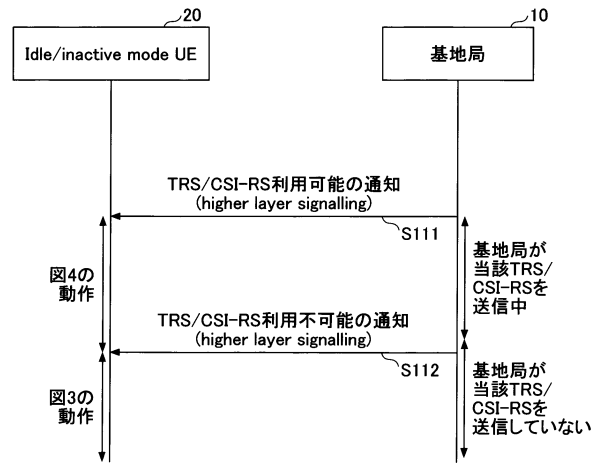 20
10
Idle/inactive mode UE
基地局
TRS/CSI-RS利用可能の通知
(higher layer signalling)
S111
図4の
動作
基地局が
当該TRS/
CSI-RSを
送信中
TRS/CSI-RS利用不可能の通知
(higher layer signalling)
S112
図3の
動作
基地局が
当該TRS/
CSI-RSを
送信していない